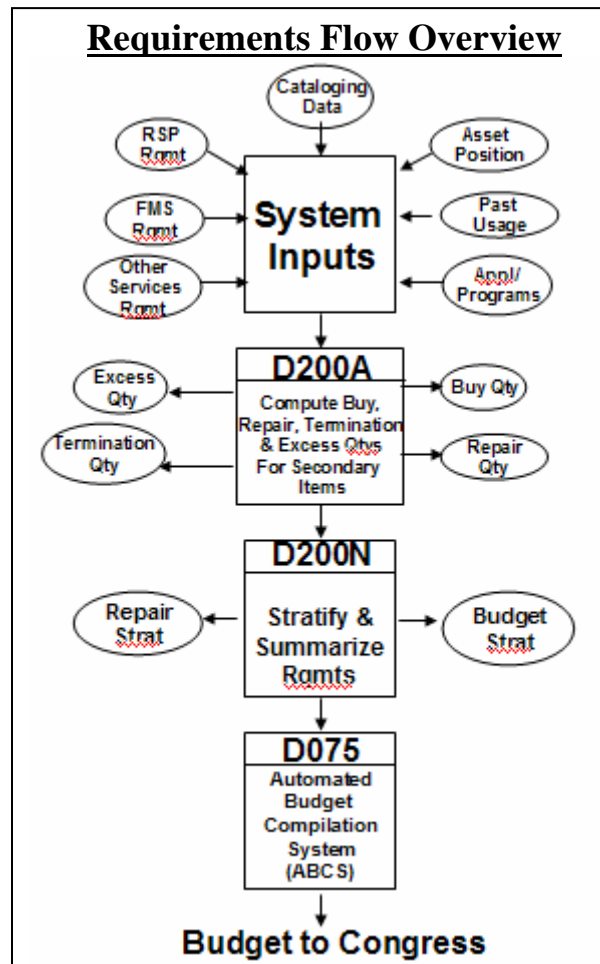 Requirements Flow Overview
Cataloging
Data
RSP
Rqmt
Asset
Position
System
Inputs
FMS
Rqmt
Past
Usage
Other
Services
Rqmt
Appl/
Programs
D200A
Compute Buy,
Repair, Termination
& Excess Qtys
For Secondary
Items
Excess
Qty
Buy Qty
Termination
Qty
Repair
Qty
D200N
Stratify &
Summarize
Rqmts
Repair
Strat
Budget
Strat
D075
Automated
Budget
Compilation
System
(ABCS)
Budget to Congress